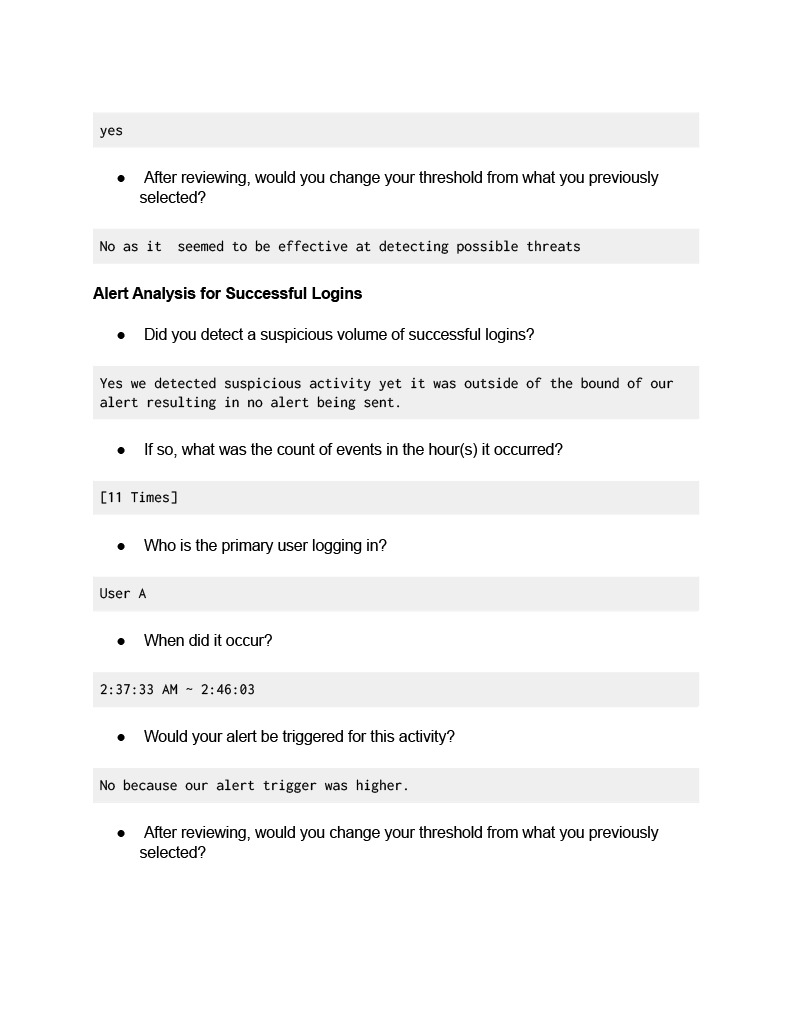 yes
● After reviewing, would you change your threshold from what you previously
selected?
No as it  seemed to be effective at detecting possible threats
Alert Analysis for Successful Logins
● Did you detect a suspicious volume of successful logins?
Yes we detected suspicious activity yet it was outside of the bound of our
alert resulting in no alert being sent.
● If so, what was the count of events in the hour(s) it occurred?
[11 Times]
● Who is the primary user logging in?
User A
● When did it occur?
2:37:33 AM ~ 2:46:03
● Would your alert be triggered for this activity?
No because our alert trigger was higher.
● After reviewing, would you change your threshold from what you previously
selected?